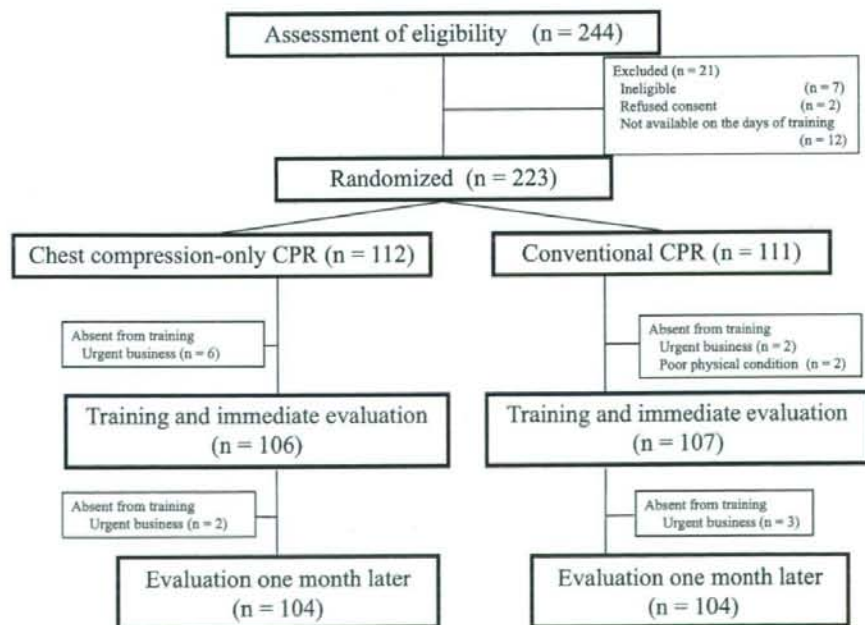 Assessment of eligibility (n = 244)
Excluded (n = 21)
Ineligible (n = 7)
Refused consent (n = 2)
Not available on the days of training
(n = 12)
Randomized (n = 223)
Chest compression-only CPR (n = 112)
Conventional CPR (n = 111)
Absent from training
Urgent business (n = 6)
Absent from training
Urgent business (n = 2)
Poor physical condition (n = 2)
Training and immediate evaluation
(n = 106)
Training and immediate evaluation
(n = 107)
Absent from training
Urgent business (n = 2)
Absent from training
Urgent business (n = 3)
Evaluation one month later
(n = 104)
Evaluation one month later
(n = 104)